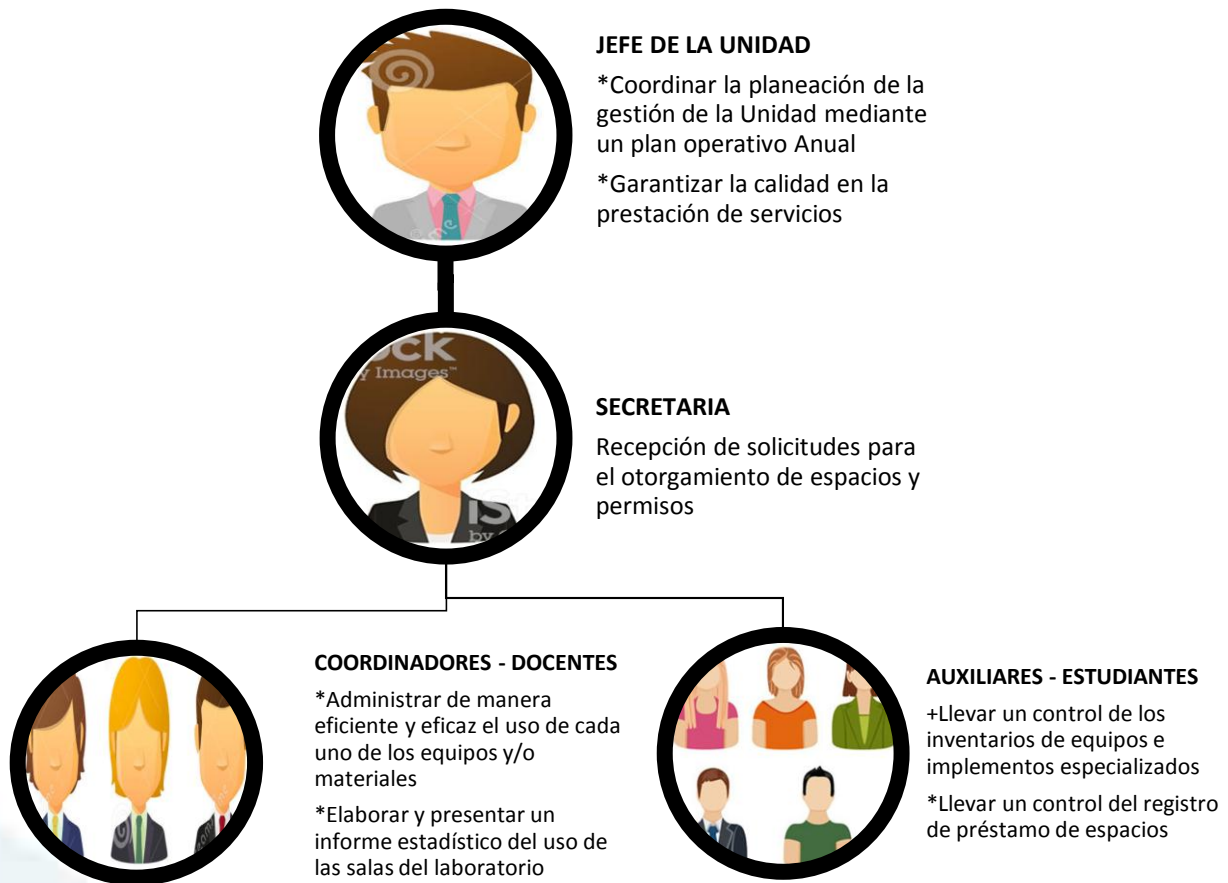 JEFE DE LA UNIDAD
*Coordinar la planeación de la
gestión de la Unidad mediante
un plan operativo Anual
*Garantizar la calidad en la
prestación de servicios
ock
y Images™
SECRETARIA
Recepción de solicitudes para
el otorgamiento de espacios y
permisos
iS
by
COORDINADORES - DOCENTES
*Administrar de manera
eficiente y eficaz el uso de cada
uno de los equipos y/o
materiales
*Elaborar y presentar un
informe estadístico del uso de
las salas del laboratorio
AUXILIARES - ESTUDIANTES
+Llevar un control de los
inventarios de equipos e
implementos especializados
*Llevar un control del registro
de préstamo de espacios